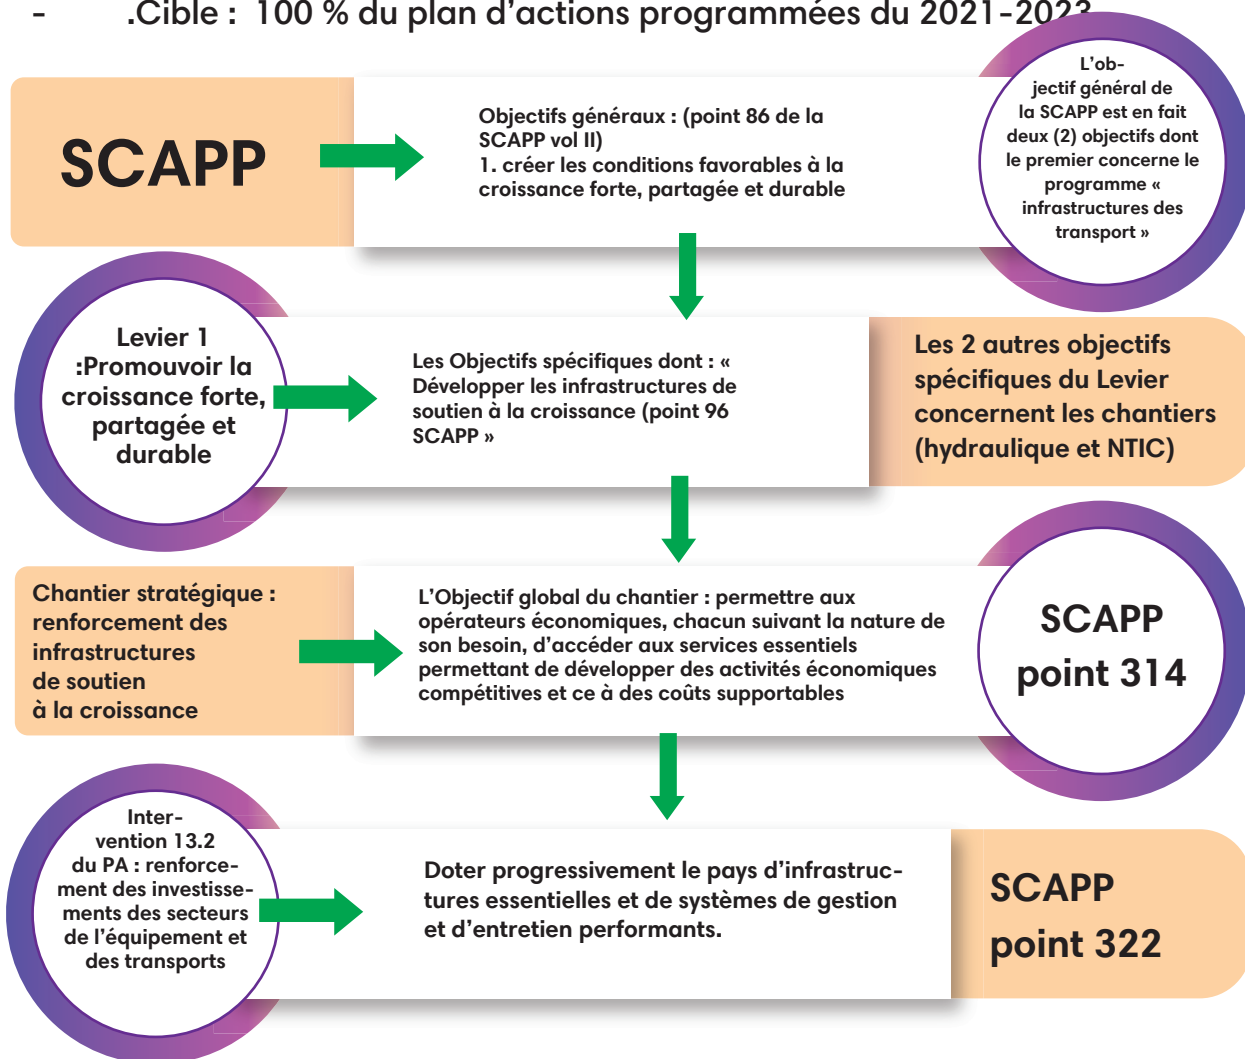 - .Cible : 100 % du plan d’actions programmées du 2021-2023
SCAPP
Objectifs généraux : (point 86 de la
SCAPP vol II)
1. créer les conditions favorables à la
croissance forte, partagée et durable
L’ob-
jectif général de
la SCAPP est en fait
deux (2) objectifs dont
le premier concerne le
programme «
infrastructures des
transport »
Levier 1
:Promouvoir la
croissance forte,
partagée et
durable
Les Objectifs spécifiques dont : «
Développer les infrastructures de
soutien à la croissance (point 96
SCAPP »
Les 2 autres objectifs
spécifiques du Levier
concernent les chantiers
(hydraulique et NTIC)
Chantier stratégique :
renforcement des
infrastructures
de soutien
à la croissance
L’Objectif global du chantier : permettre aux
opérateurs économiques, chacun suivant la nature de
son besoin, d’accéder aux services essentiels
permettant de développer des activités économiques
compétitives et ce à des coûts supportables
SCAPP
point 314
Inter-
vention 13.2
du PA : renforce-
ment des investisse-
ments des secteurs
de l’équipement et
des transports
Doter progressivement le pays d’infrastruc-
tures essentielles et de systèmes de gestion
et d’entretien performants.
SCAPP
point 322